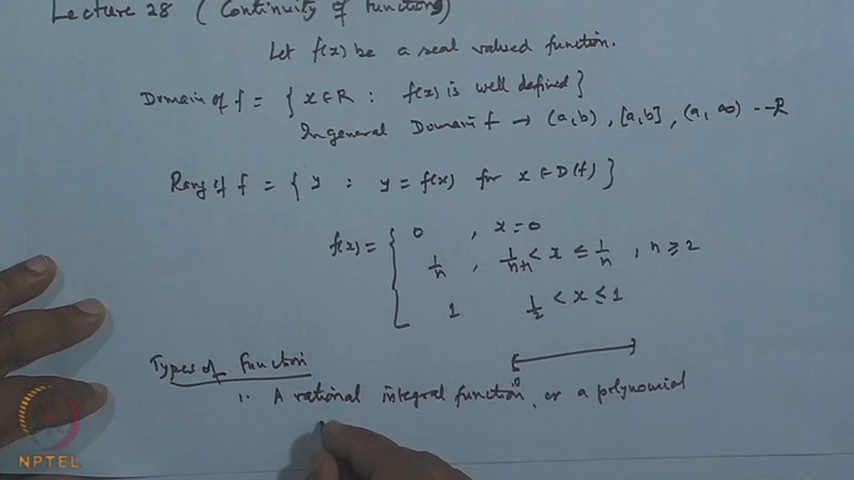 Lecture 28 ( Continuity of Functions)
Let f(x) be a real valued function.
Domain of f = { x ∈ R : f(x) is well defined }
In general Domain f → (a, b), [a, b], (a, ∞) -- R
Rang of f = { y : y = f(x) for x ∈ D(f) }
f(x) = { 0 , x = 0
1/n , 1/n+1 < x ≤ 1/n , n ≥ 2
1 1/2 < x ≤ 1
Types of Function
1. A rational integral function, or a polynomial
NPTEL